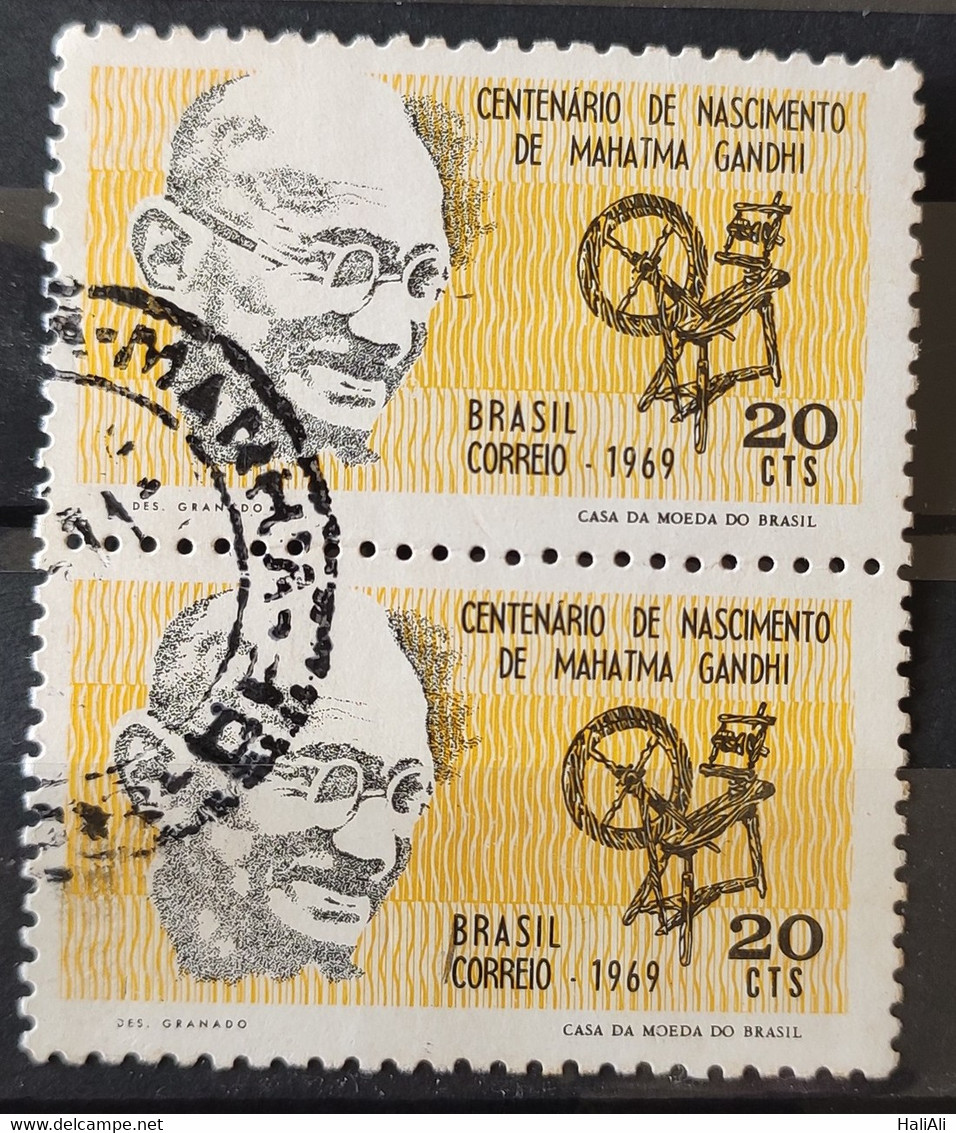 CENTENÁRIO DE NASCIMENTO
DE MAHATMA GANDHI
BRASIL
CORREIO - 1969
20
CTS
DES. GRANADO
CASA DA MOEDA DO BRASIL
CENTENÁRIO DE NASCIMENTO
DE MAHATMA GANDHI
BRASIL
CORREIO - 1969
20
CTS
DES. GRANADO
CASA DA MOEDA DO BRASIL
delcampe.net
HaliAli